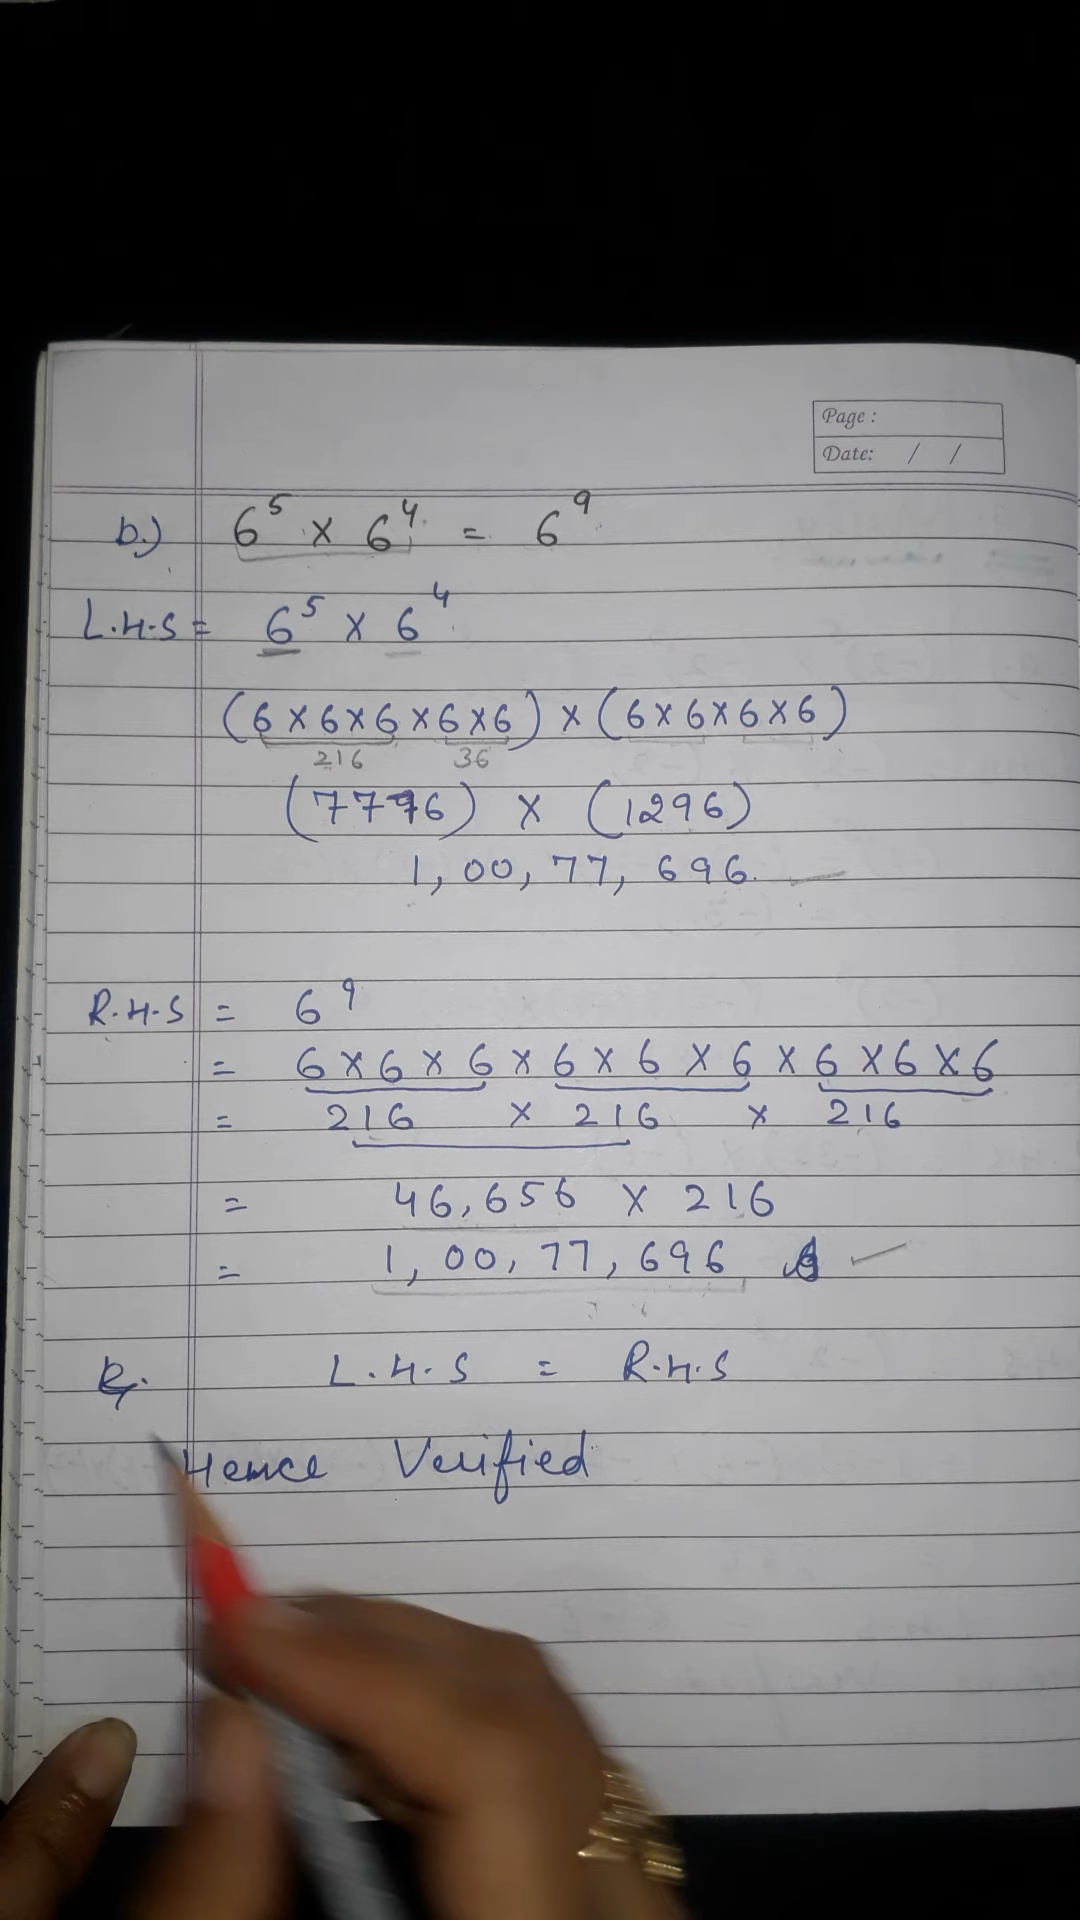 Page :
Date: / /
b.) 6⁵ × 6⁴ = 6⁹
L.H.S = 6⁵ × 6⁴
(6 × 6 × 6 × 6 × 6) × (6 × 6 × 6 × 6)
216 36
(7776) × (1296)
1, 00, 77, 696.
R.H.S = 6⁹
= 6 × 6 × 6 × 6 × 6 × 6 × 6 × 6 × 6
= 216 × 216 × 216
= 46,656 × 216
= 1, 00, 77, 696
L.H.S = R.H.S
Hence Verified